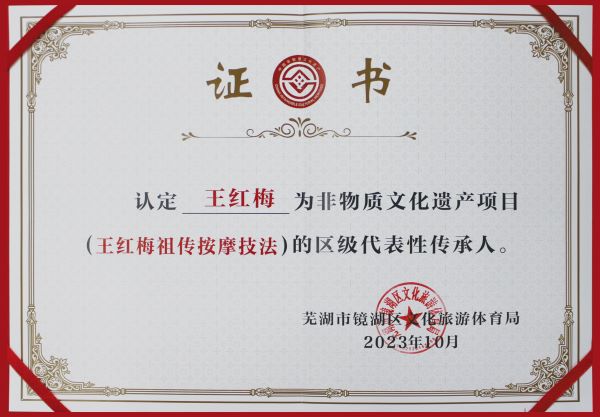 证书
认定 王红梅 为非物质文化遗产项目
(王红梅祖传按摩技法)的区级代表性传承人。
芜湖市镜湖区文化旅游体育局
2023年10月